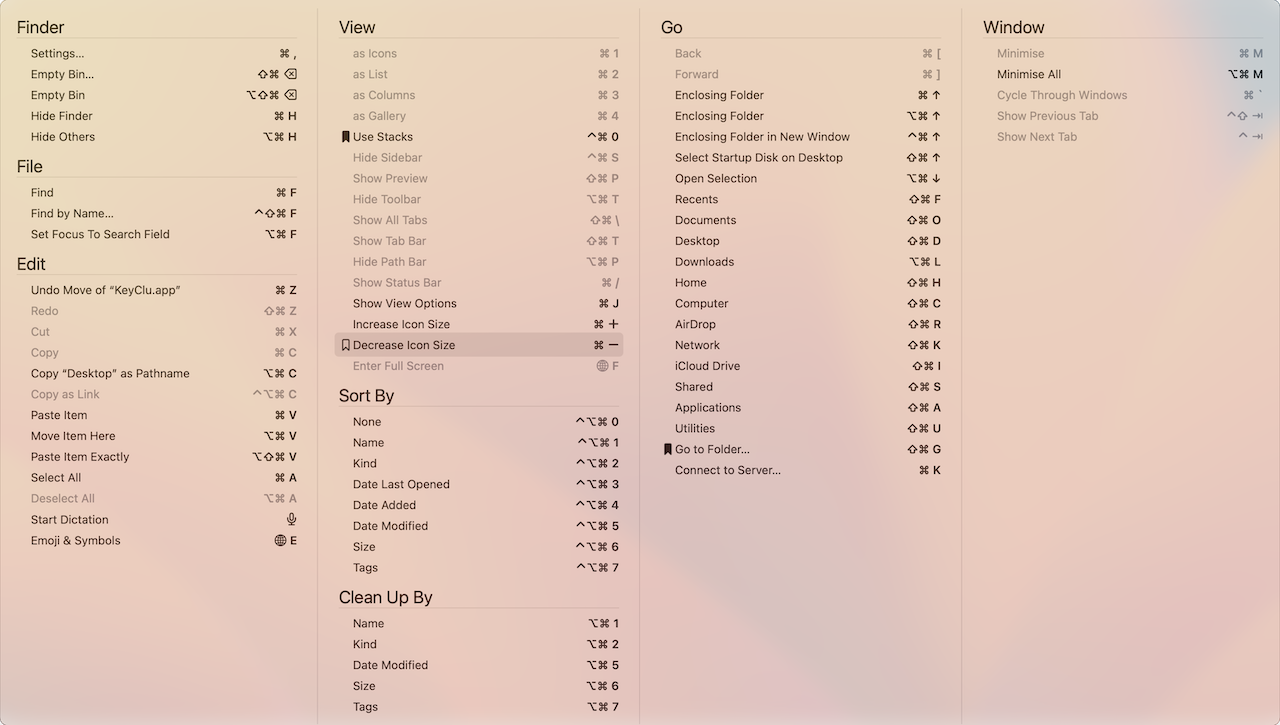 Finder
Settings... ⌘ ,
Empty Bin... ⇧⌘ ⌫
Empty Bin ⌥⇧⌘ ⌫
Hide Finder ⌘ H
Hide Others ⌥⌘ H
File
Find ⌘ F
Find by Name... ^⇧⌘ F
Set Focus To Search Field ⌥⌘ F
Edit
Undo Move of “KeyClu.app” ⌘ Z
Redo ⇧⌘ Z
Cut ⌘ X
Copy ⌘ C
Copy “Desktop” as Pathname ⌥⌘ C
Copy as Link ^⌥⌘ C
Paste Item ⌘ V
Move Item Here ⌥⌘ V
Paste Item Exactly ⌥⇧⌘ V
Select All ⌘ A
Deselect All ⌥⌘ A
Start Dictation
Emoji & Symbols E
View
as Icons ⌘ 1
as List ⌘ 2
as Columns ⌘ 3
as Gallery ⌘ 4
Use Stacks ^⌘ 0
Hide Sidebar ^⌘ S
Show Preview ⇧⌘ P
Hide Toolbar ⌥⌘ T
Show All Tabs ⇧⌘ \
Show Tab Bar ⇧⌘ T
Hide Path Bar ⌥⌘ P
Show Status Bar ⌘ /
Show View Options ⌘ J
Increase Icon Size ⌘ +
Decrease Icon Size ⌘ −
Enter Full Screen F
Sort By
None ^⌥⌘ 0
Name ^⌥⌘ 1
Kind ^⌥⌘ 2
Date Last Opened ^⌥⌘ 3
Date Added ^⌥⌘ 4
Date Modified ^⌥⌘ 5
Size ^⌥⌘ 6
Tags ^⌥⌘ 7
Clean Up By
Name ⌥⌘ 1
Kind ⌥⌘ 2
Date Modified ⌥⌘ 5
Size ⌥⌘ 6
Tags ⌥⌘ 7
Go
Back ⌘ [
Forward ⌘ ]
Enclosing Folder ⌘ ↑
Enclosing Folder ⌥⌘ ↑
Enclosing Folder in New Window ^⌘ ↑
Select Startup Disk on Desktop ⇧⌘ ↑
Open Selection ⌥⌘ ↓
Recents ⇧⌘ F
Documents ⇧⌘ O
Desktop ⇧⌘ D
Downloads ⌥⌘ L
Home ⇧⌘ H
Computer ⇧⌘ C
AirDrop ⇧⌘ R
Network ⇧⌘ K
iCloud Drive ⇧⌘ I
Shared ⇧⌘ S
Applications ⇧⌘ A
Utilities ⇧⌘ U
Go to Folder... ⇧⌘ G
Connect to Server... ⌘ K
Window
Minimise ⌘ M
Minimise All ⌥⌘ M
Cycle Through Windows ⌘ `
Show Previous Tab ^⇧ ⇥
Show Next Tab ^ ⇥